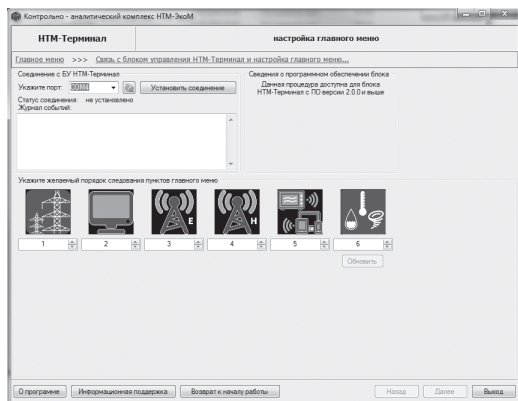 Контрольно - аналитический комплекс НТМ-ЭкоМ
НТМ-Терминал
настройка главного меню
Главное меню >>> Связь с блоком управления НТМ-Терминал и настройка главного меню...
Соединение с БУ НТМ-Терминал
Укажите порт: COM4
Установить соединение
Статус соединения: не установлено
Журнал событий:
Сведения о программном обеспечении блока
Данная процедура доступна для блока
НТМ-Терминал с ПО версии 2.0.0 и выше
Укажите желаемый порядок следования пунктов главного меню
E
H
1 2 3 4 5 6
Обновить
О программе Информационная поддержка Возврат к началу работы Назад Далее Выход